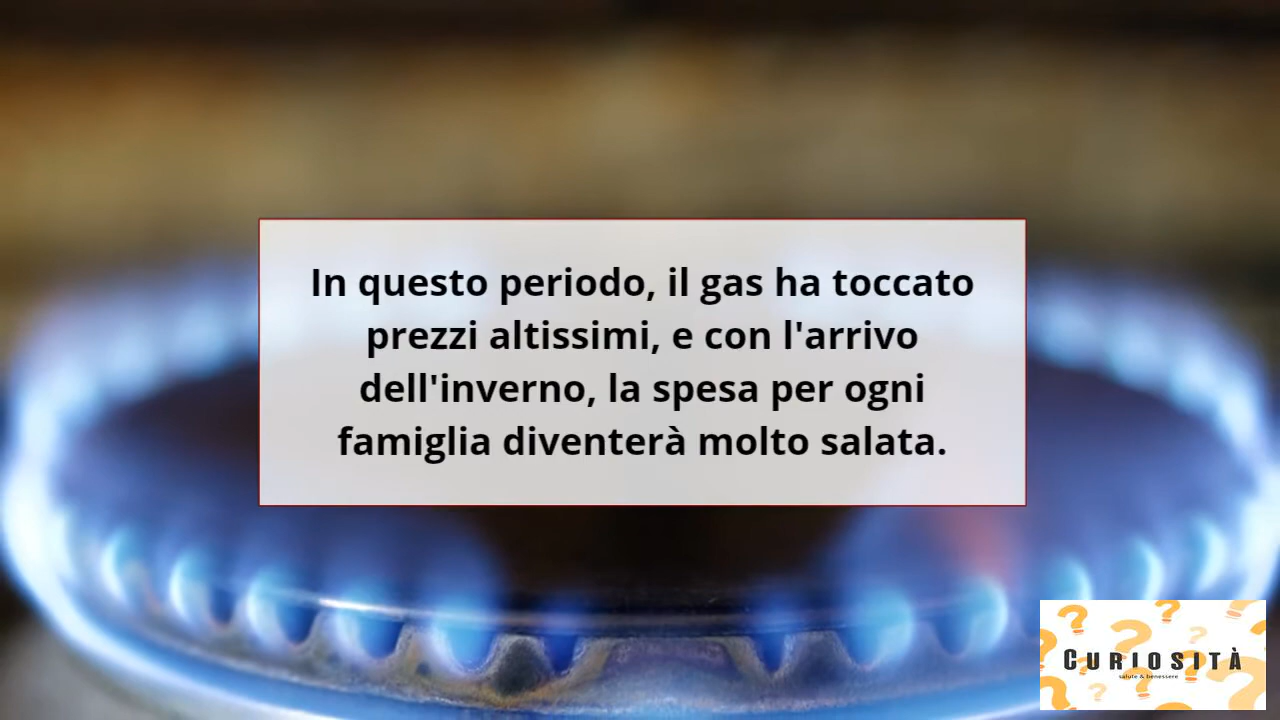 In questo periodo, il gas ha toccato
prezzi altissimi, e con l'arrivo
dell'inverno, la spesa per ogni
famiglia diventerà molto salata.
CURIOSITÀ
salute & benessere